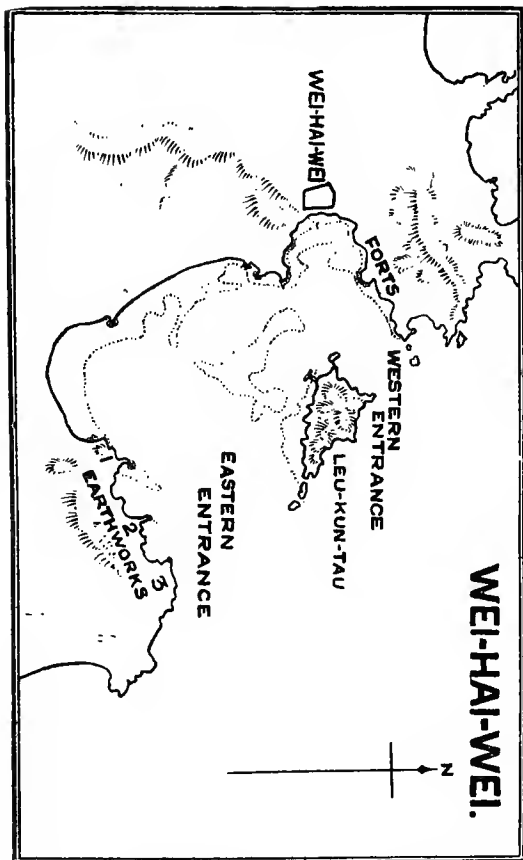 WEI-HAI-WEI.
N
WEI-HAI-WEI
FORTS
WESTERN
ENTRANCE
LEU-KUN-TAU
EASTERN
ENTRANCE
1
2
3
EARTHWORKS